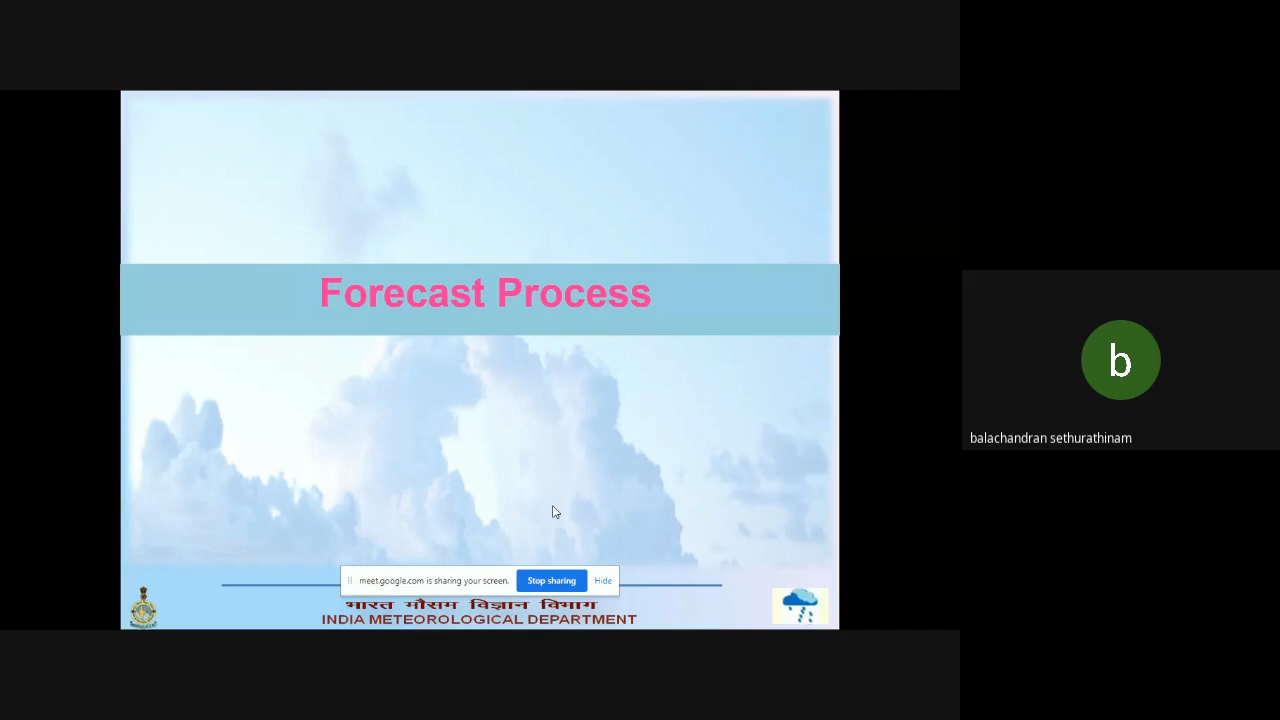 Forecast Process
b
balachandran sethurathinam
meet.google.com is sharing your screen. Stop sharing Hide
भारत मौसम विज्ञान विभाग
INDIA METEOROLOGICAL DEPARTMENT